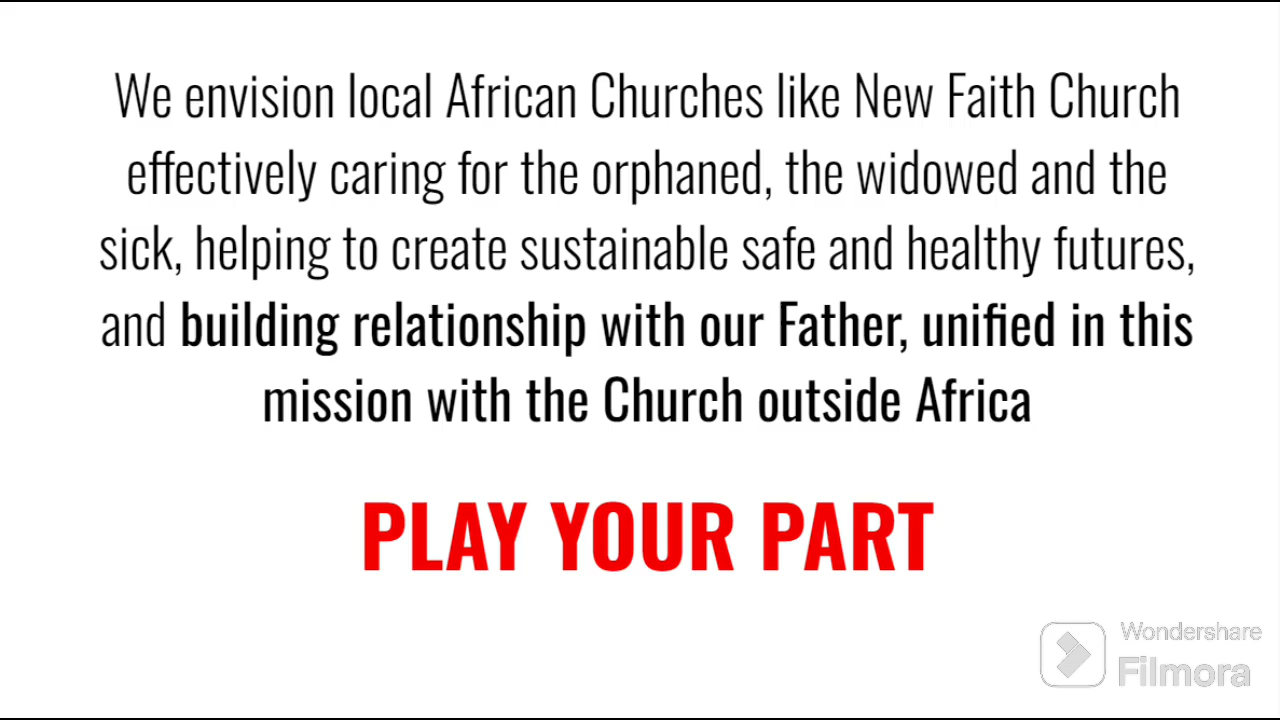 We envision local African Churches like New Faith Church
effectively caring for the orphaned, the widowed and the
sick, helping to create sustainable safe and healthy futures,
and building relationship with our Father, unified in this
mission with the Church outside Africa
PLAY YOUR PART
Wondershare
Filmora